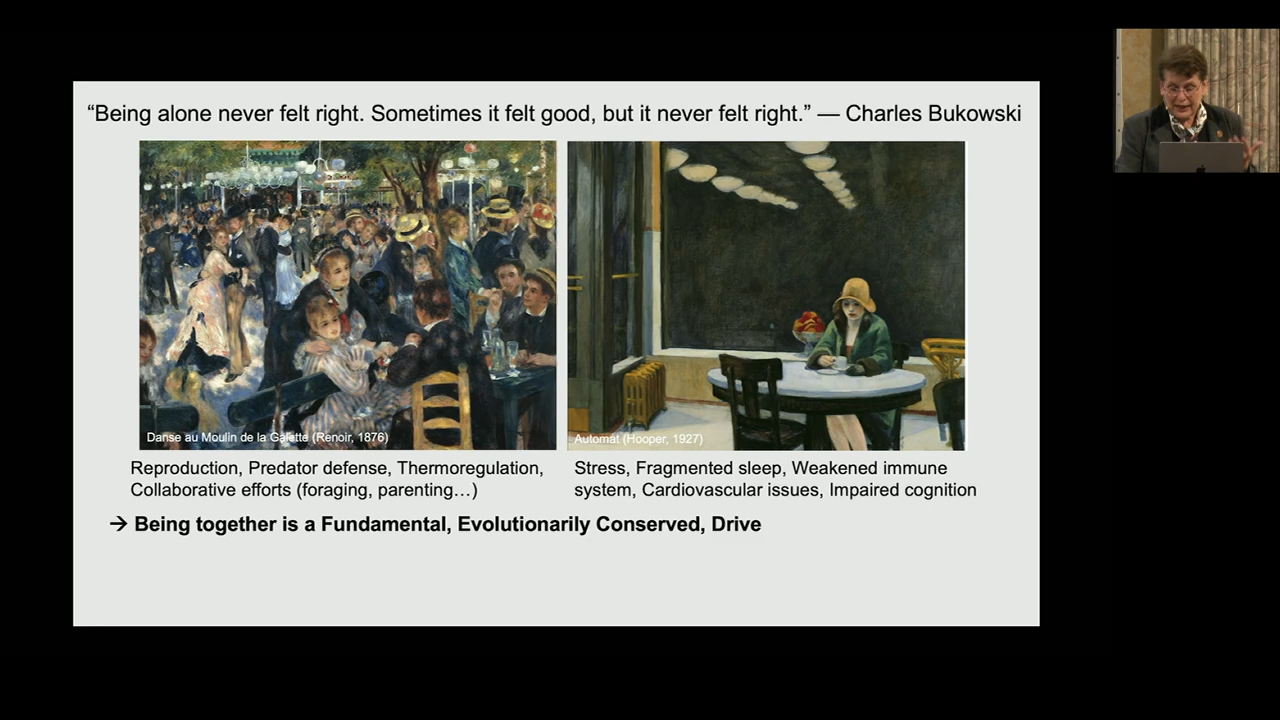 “Being alone never felt right. Sometimes it felt good, but it never felt right.” — Charles Bukowski
Danse au Moulin de la Galette (Renoir, 1876)
Automat (Hooper, 1927)
Reproduction, Predator defense, Thermoregulation,
Collaborative efforts (foraging, parenting…)
Stress, Fragmented sleep, Weakened immune
system, Cardiovascular issues, Impaired cognition
→ Being together is a Fundamental, Evolutionarily Conserved, Drive